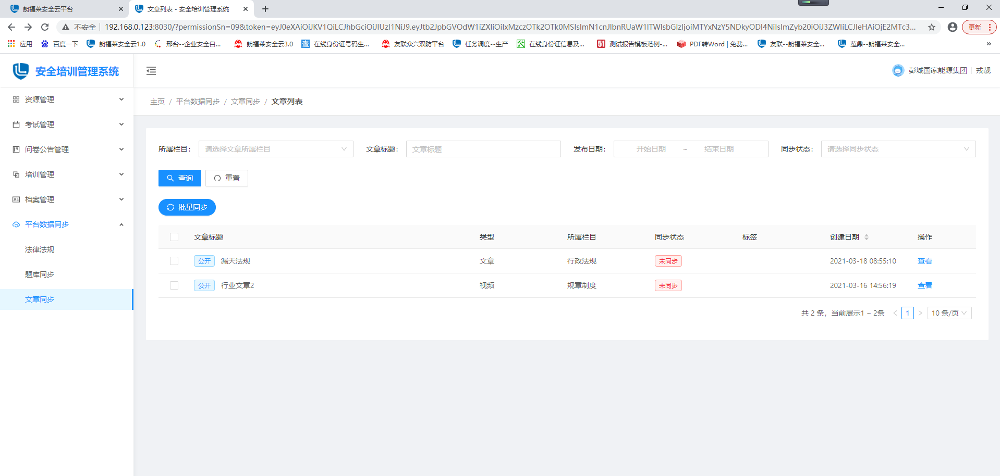 朗福莱安全云平台
文章列表 - 安全培训管理系统
不安全
192.168.0.123:8030/?permissionSn=09&token=eyJ0eXAiOiJKV1QiLCJhbGciOiJIUzI1NiJ9.eyJtb2JpbGVOdW1iZXIiOiIxMzczOTk2OTk0MSIsImN1cnJlbnRUaW1lTWlsbGlzIjoiMTYxNzY5NDkyODI4NiIsImZyb20iOiJ3ZWIiLCJleHAiOjE2MTc3...
更新
应用
百度一下
朗福莱安全云1.0
邢台--企业安全自...
朗福莱安全云3.0
在线身份证号码生...
友联众兴双防平台
任务调度--生产
在线身份证信息及...
测试报告模板范例-...
PDF转Word | 免费...
友联--朗福莱安全...
蕴鼎--朗福莱安全...
安全培训管理系统
彭城国家能源集团
戎靓
资源管理
考试管理
问卷公告管理
培训管理
档案管理
平台数据同步
法律法规
题库同步
文章同步
主页 / 平台数据同步 / 文章同步 / 文章列表
所属栏目： 请选择文章所属栏目
文章标题： 文章标题
发布日期： 开始日期 ~ 结束日期
同步状态： 请选择同步状态
查询
重置
批量同步
文章标题 类型 所属栏目 同步状态 标签 创建日期 操作
公开 漏天法规 文章 行政法规 未同步 2021-03-18 08:55:10 查看
公开 行业文章2 视频 规章制度 未同步 2021-03-16 14:56:19 查看
共 2 条，当前展示1 ~ 2条 < 1 > 10 条/页